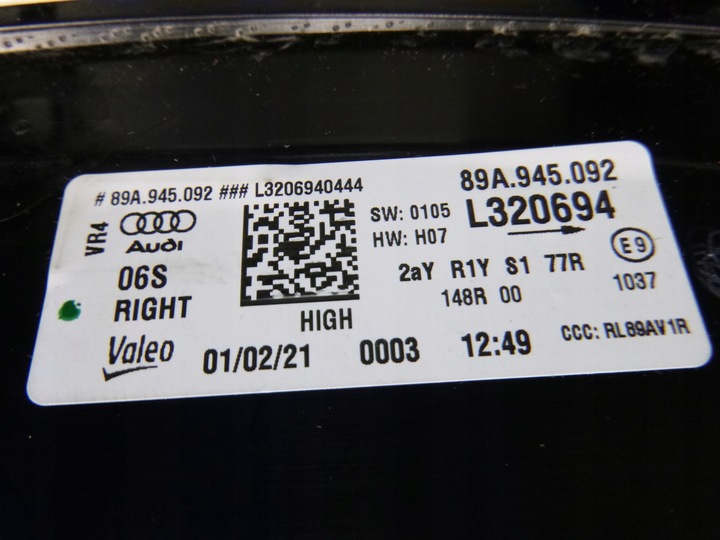 # 89A.945.092 ### L3206940444
89A.945.092
VR4
Audi
SW: 0105
L320694
HW: H07
E9
06S
2aY R1Y S1 77R
1037
RIGHT
148R 00
HIGH
Valeo
01/02/21 0003 12:49
CCC: RL89AV1R